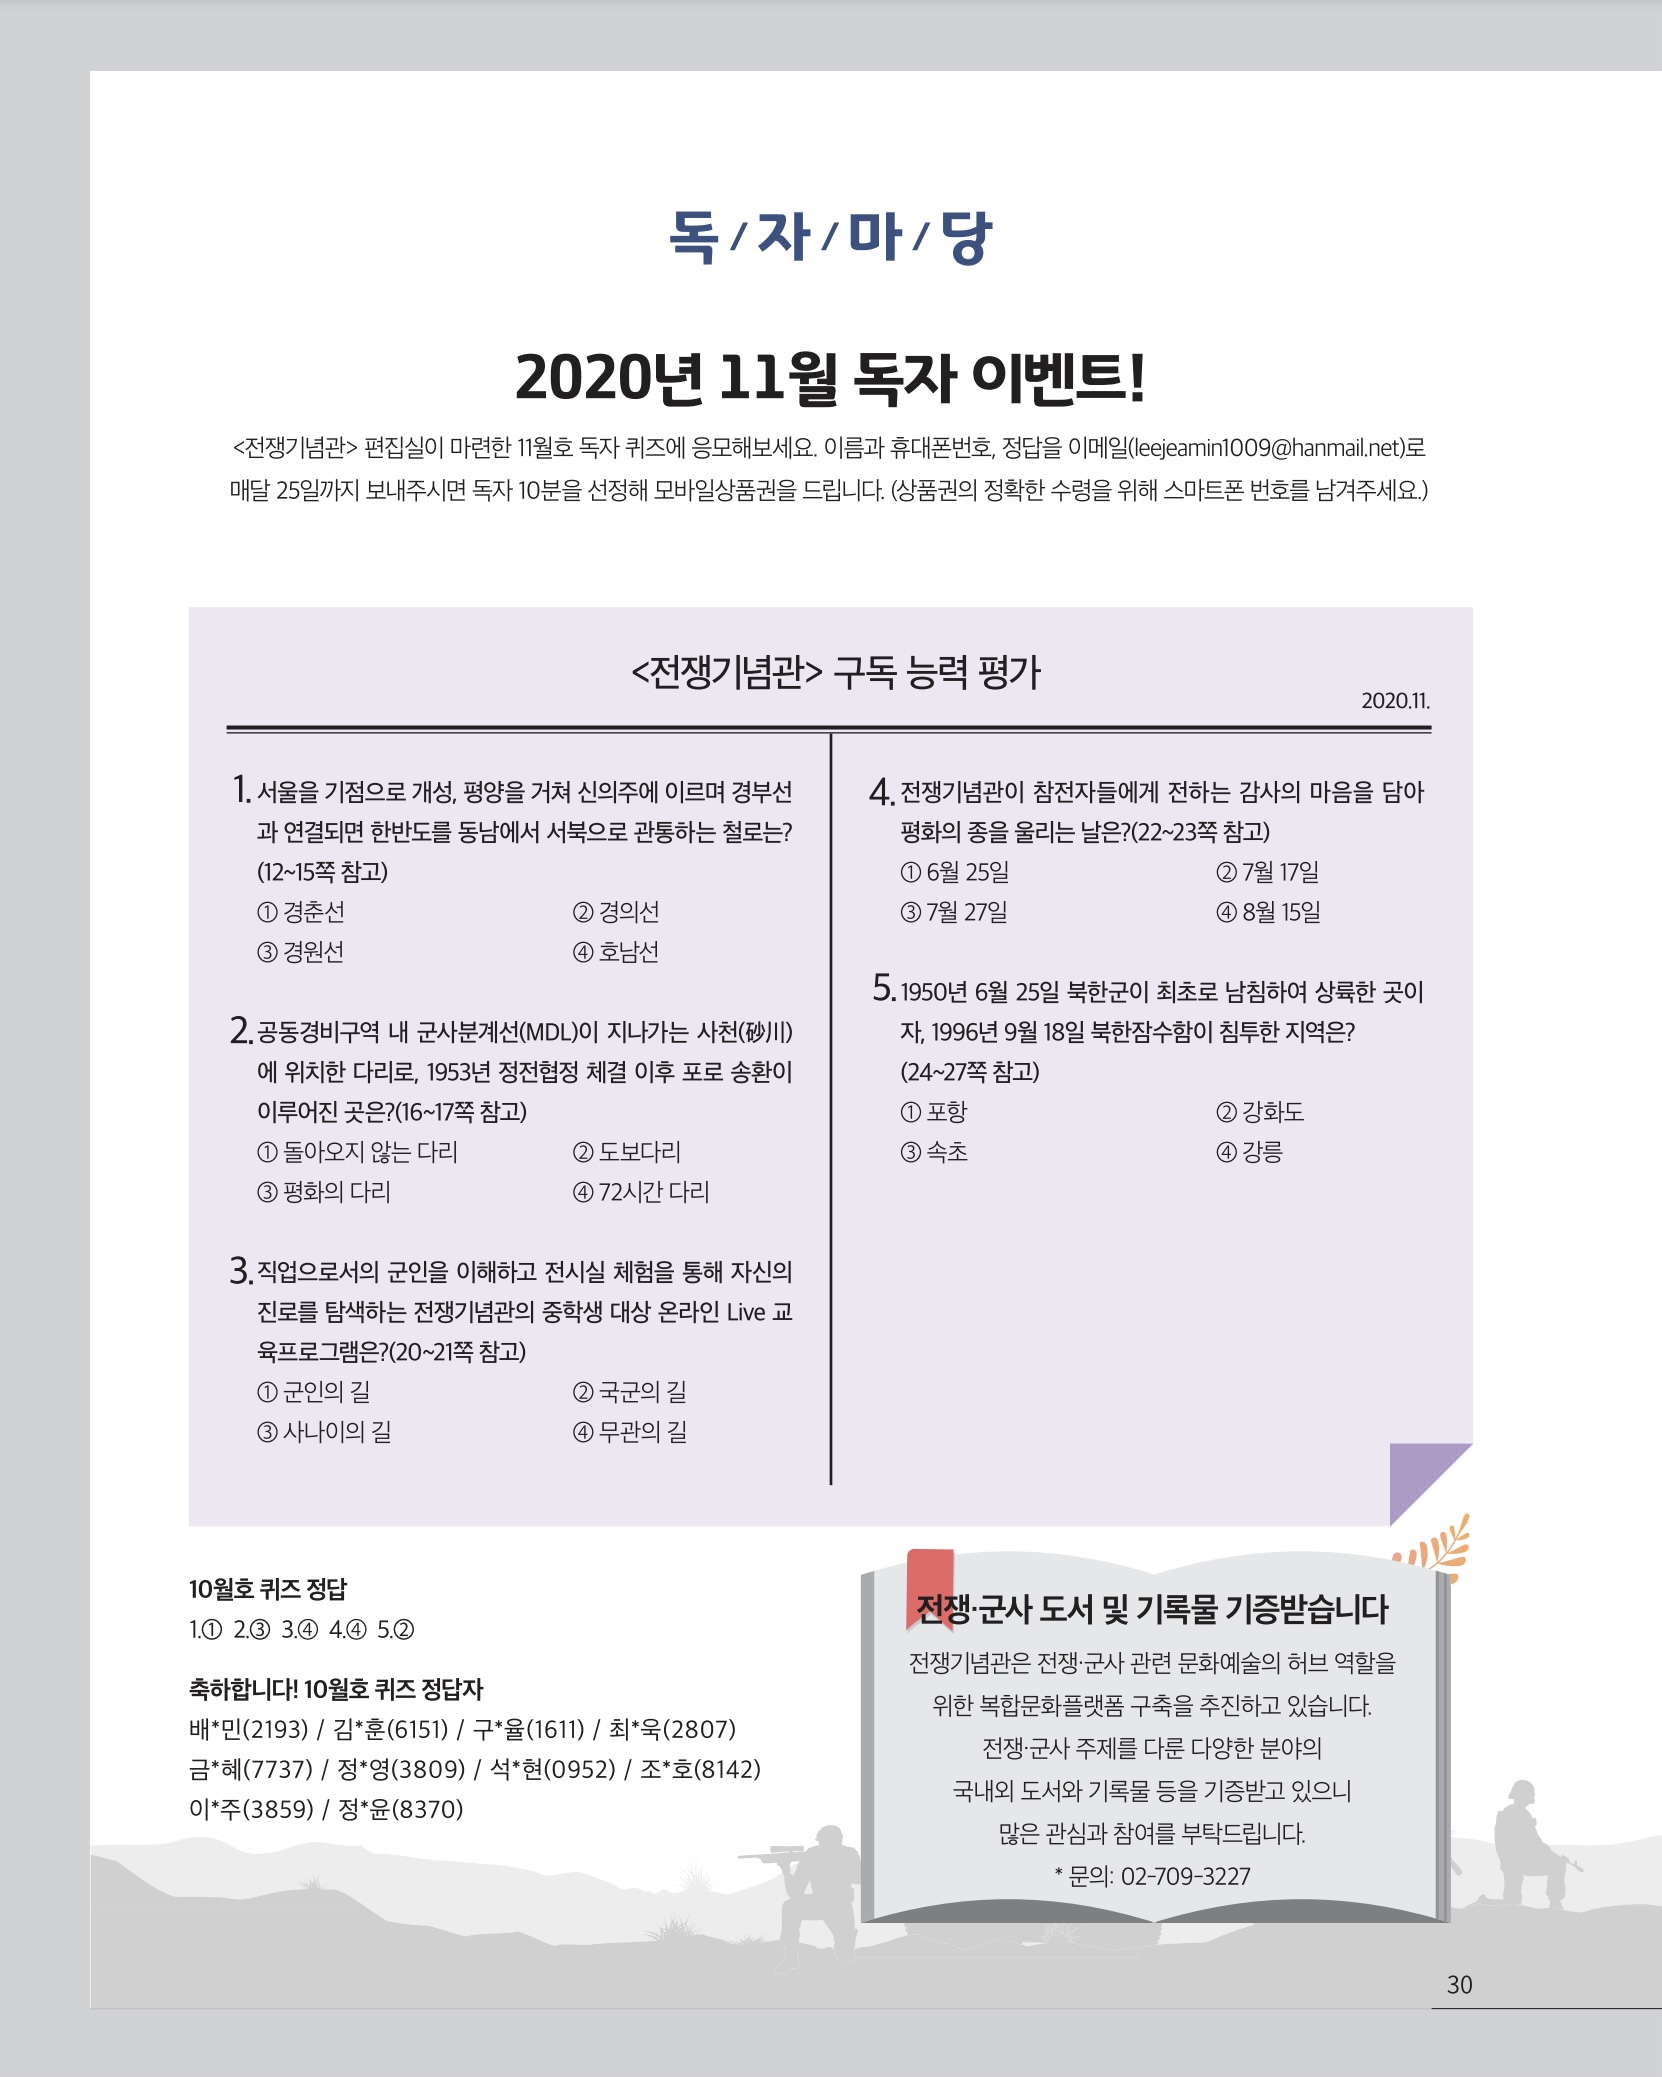 독/자/마/당
2020년 11월 독자 이벤트!
<전쟁기념관> 편집실이 마련한 11월호 독자 퀴즈에 응모해보세요. 이름과 휴대폰번호, 정답을 이메일(leejeamin1009@hanmail.net)로
매달 25일까지 보내주시면 독자 10분을 선정해 모바일상품권을 드립니다. (상품권의 정확한 수령을 위해 스마트폰 번호를 남겨주세요.)
<전쟁기념관> 구독 능력 평가
2020.11.
1. 서울을 기점으로 개성, 평양을 거쳐 신의주에 이르며 경부선
과 연결되면 한반도를 동남에서 서북으로 관통하는 철로는?
(12~15쪽 참고)
① 경춘선 ② 경의선
③ 경원선 ④ 호남선
2. 공동경비구역 내 군사분계선(MDL)이 지나가는 사천(砂川)
에 위치한 다리로, 1953년 정전협정 체결 이후 포로 송환이
이루어진 곳은?(16~17쪽 참고)
① 돌아오지 않는 다리 ② 도보다리
③ 평화의 다리 ④ 72시간 다리
3. 직업으로서의 군인을 이해하고 전시실 체험을 통해 자신의
진로를 탐색하는 전쟁기념관의 중학생 대상 온라인 Live 교
육프로그램은?(20~21쪽 참고)
① 군인의 길 ② 국군의 길
③ 사나이의 길 ④ 무관의 길
4. 전쟁기념관이 참전자들에게 전하는 감사의 마음을 담아
평화의 종을 울리는 날은?(22~23쪽 참고)
① 6월 25일 ② 7월 17일
③ 7월 27일 ④ 8월 15일
5. 1950년 6월 25일 북한군이 최초로 남침하여 상륙한 곳이
자, 1996년 9월 18일 북한잠수함이 침투한 지역은?
(24~27쪽 참고)
① 포항 ② 강화도
③ 속초 ④ 강릉
10월호 퀴즈 정답
1.① 2.③ 3.④ 4.④ 5.②
축하합니다! 10월호 퀴즈 정답자
배*민(2193) / 김*훈(6151) / 구*율(1611) / 최*욱(2807)
금*혜(7737) / 정*영(3809) / 석*현(0952) / 조*호(8142)
이*주(3859) / 정*윤(8370)
전쟁·군사 도서 및 기록물 기증받습니다
전쟁기념관은 전쟁·군사 관련 문화예술의 허브 역할을
위한 복합문화플랫폼 구축을 추진하고 있습니다.
전쟁·군사 주제를 다룬 다양한 분야의
국내외 도서와 기록물 등을 기증받고 있으니
많은 관심과 참여를 부탁드립니다.
* 문의: 02-709-3227
30